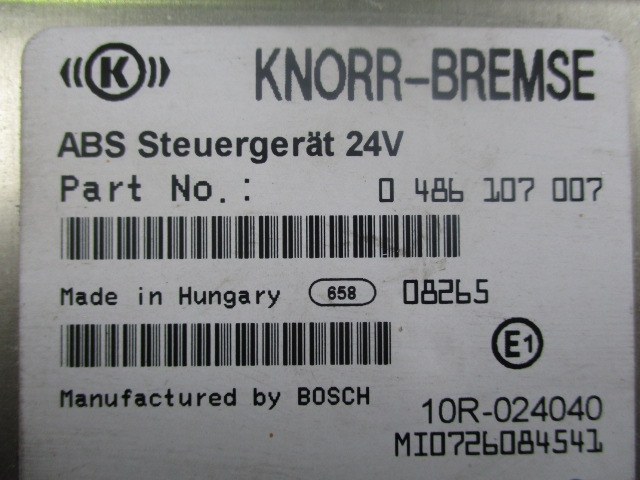 K KNORR-BREMSE
ABS Steuergerät 24V
Part No.: 0 486 107 007
Made in Hungary 658 08265
E1
Manufactured by BOSCH
10R-024040
MI0726084541